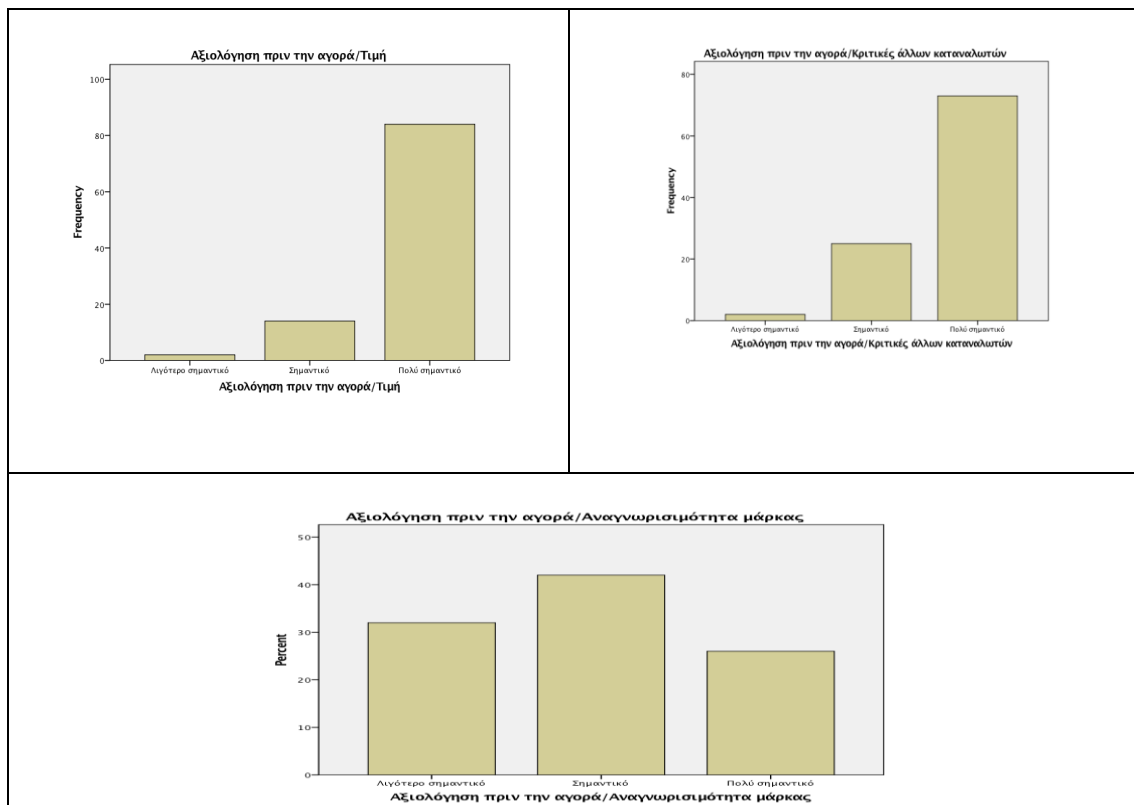 Αξιολόγηση πριν την αγορά/Τιμή
100
80
60
40
20
0
Frequency
Λιγότερο σημαντικό Σημαντικό Πολύ σημαντικό
Αξιολόγηση πριν την αγορά/Τιμή
Αξιολόγηση πριν την αγορά/Κριτικές άλλων καταναλωτών
80
60
40
20
0
Frequency
Λιγότερο σημαντικό Σημαντικό Πολύ σημαντικό
Αξιολόγηση πριν την αγορά/Κριτικές άλλων καταναλωτών
Αξιολόγηση πριν την αγορά/Αναγνωρισιμότητα μάρκας
50
40
30
20
10
0
Percent
Λιγότερο σημαντικό Σημαντικό Πολύ σημαντικό
Αξιολόγηση πριν την αγορά/Αναγνωρισιμότητα μάρκας